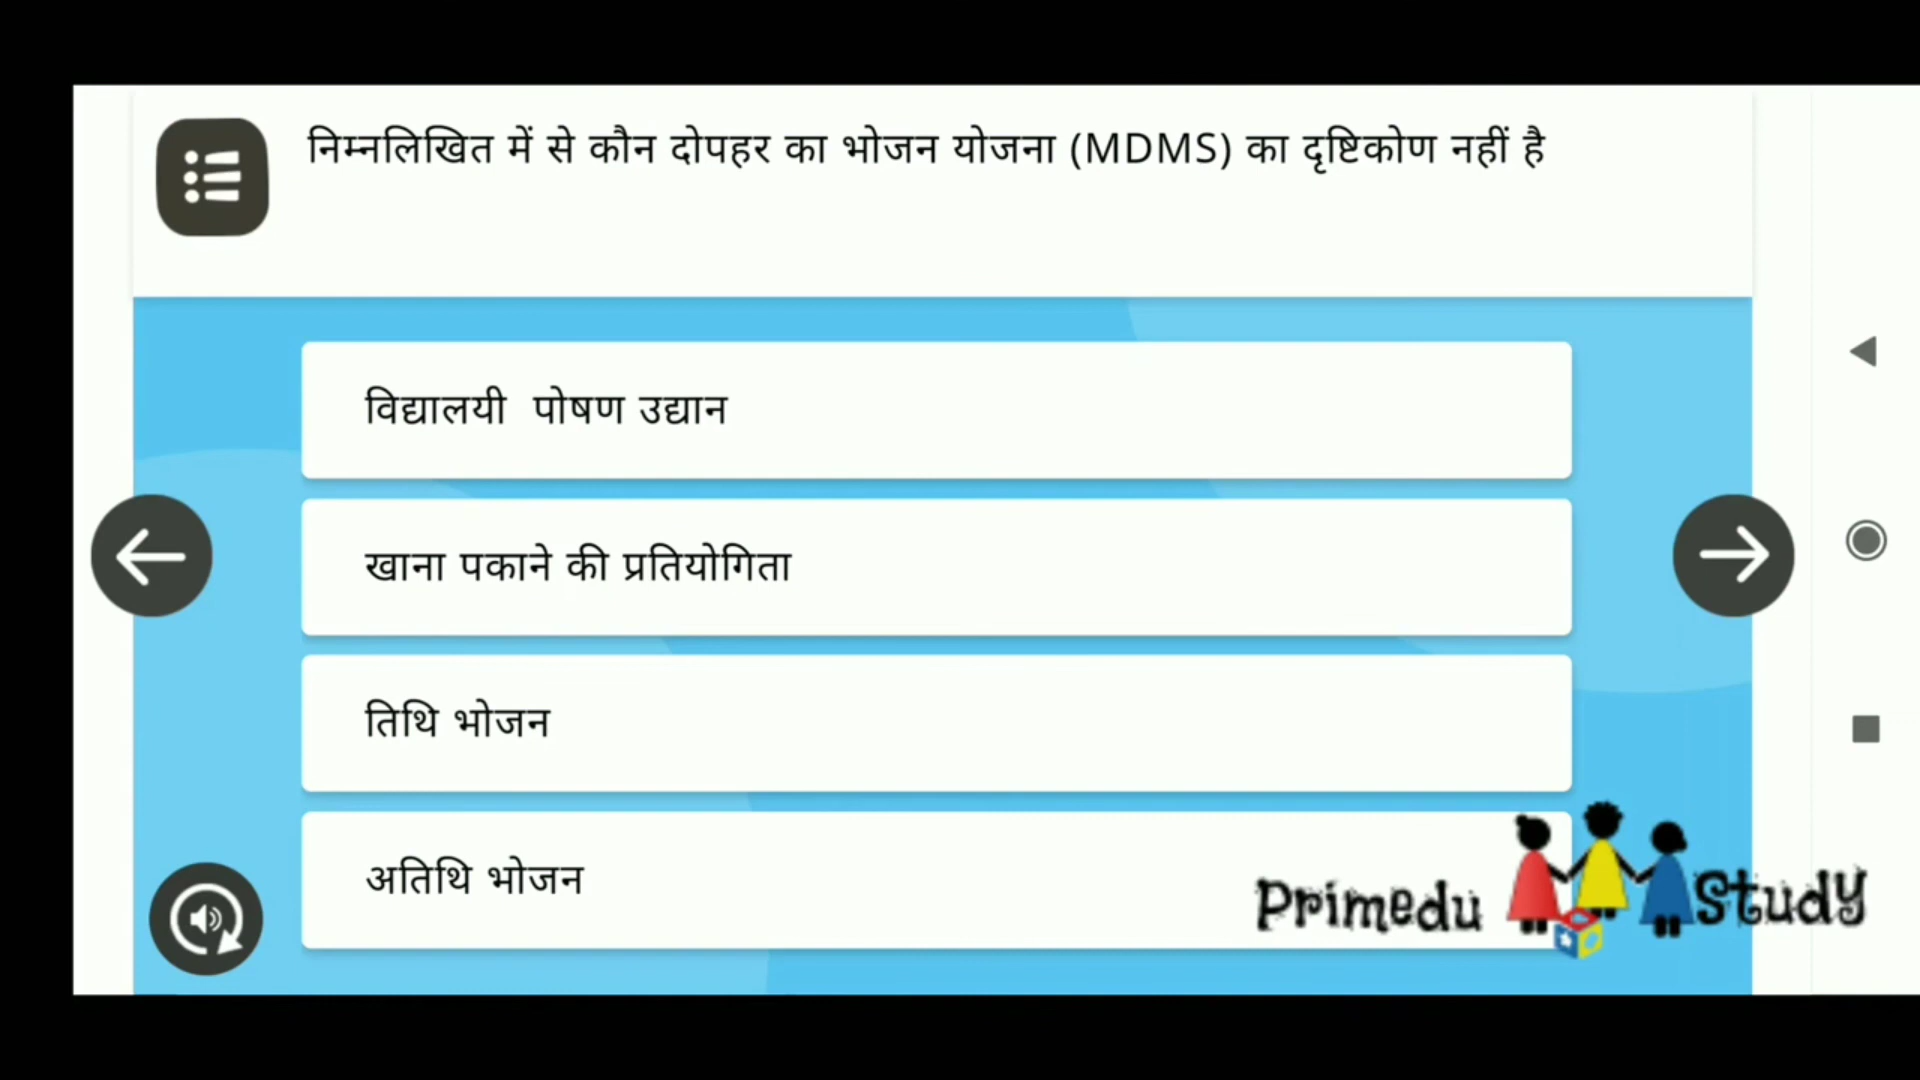 निम्नलिखित में से कौन दोपहर का भोजन योजना (MDMS) का दृष्टिकोण नहीं है
विद्यालयी पोषण उद्यान
खाना पकाने की प्रतियोगिता
तिथि भोजन
अतिथि भोजन
Primedu Study